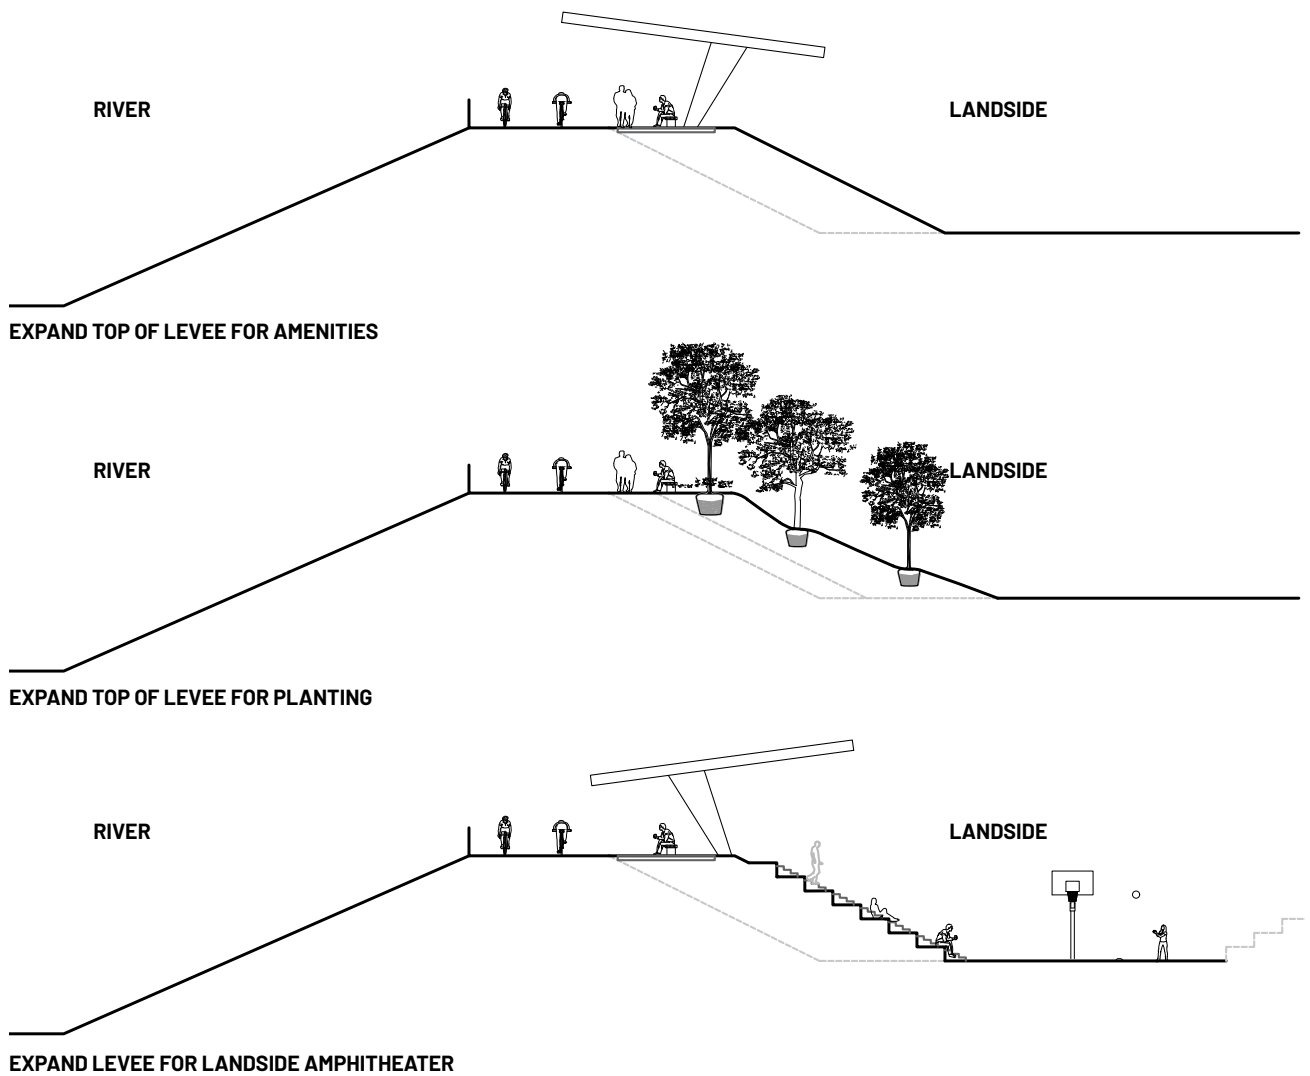 RIVER
LANDSIDE
EXPAND TOP OF LEVEE FOR AMENITIES
RIVER
LANDSIDE
EXPAND TOP OF LEVEE FOR PLANTING
RIVER
LANDSIDE
EXPAND LEVEE FOR LANDSIDE AMPHITHEATER